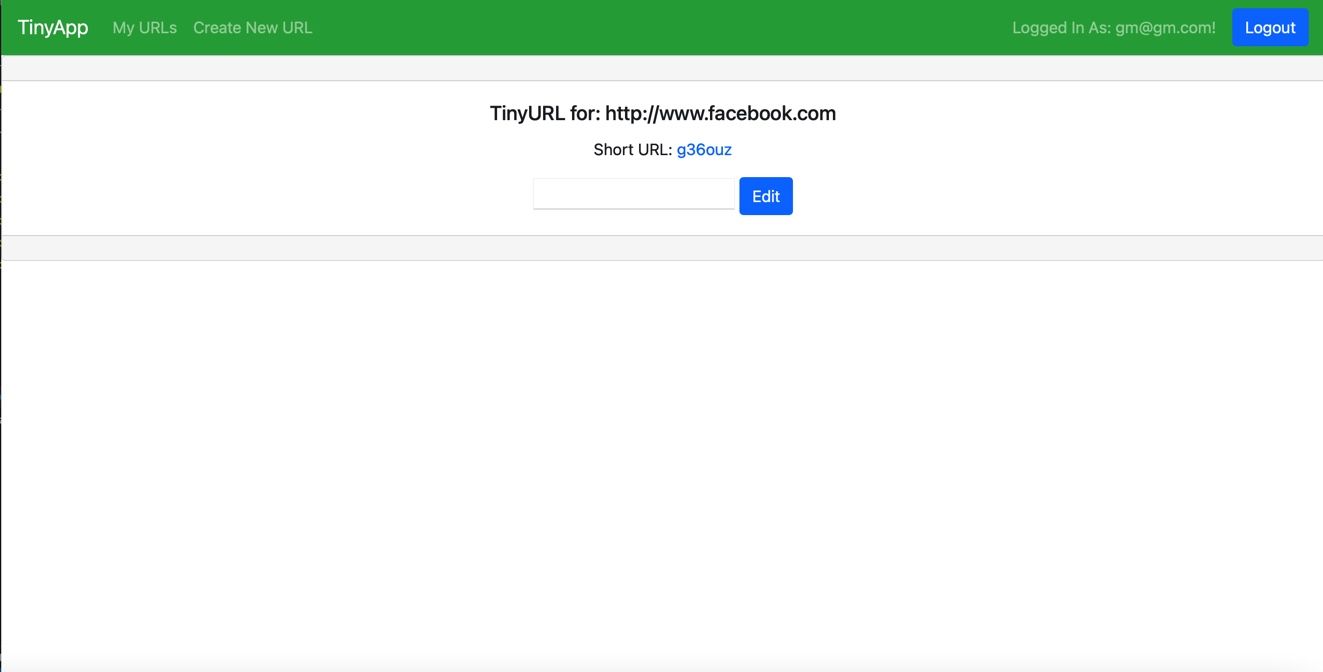 TinyApp My URLs Create New URL Logged In As: gm@gm.com! Logout
TinyURL for: http://www.facebook.com
Short URL: g36ouz
Edit